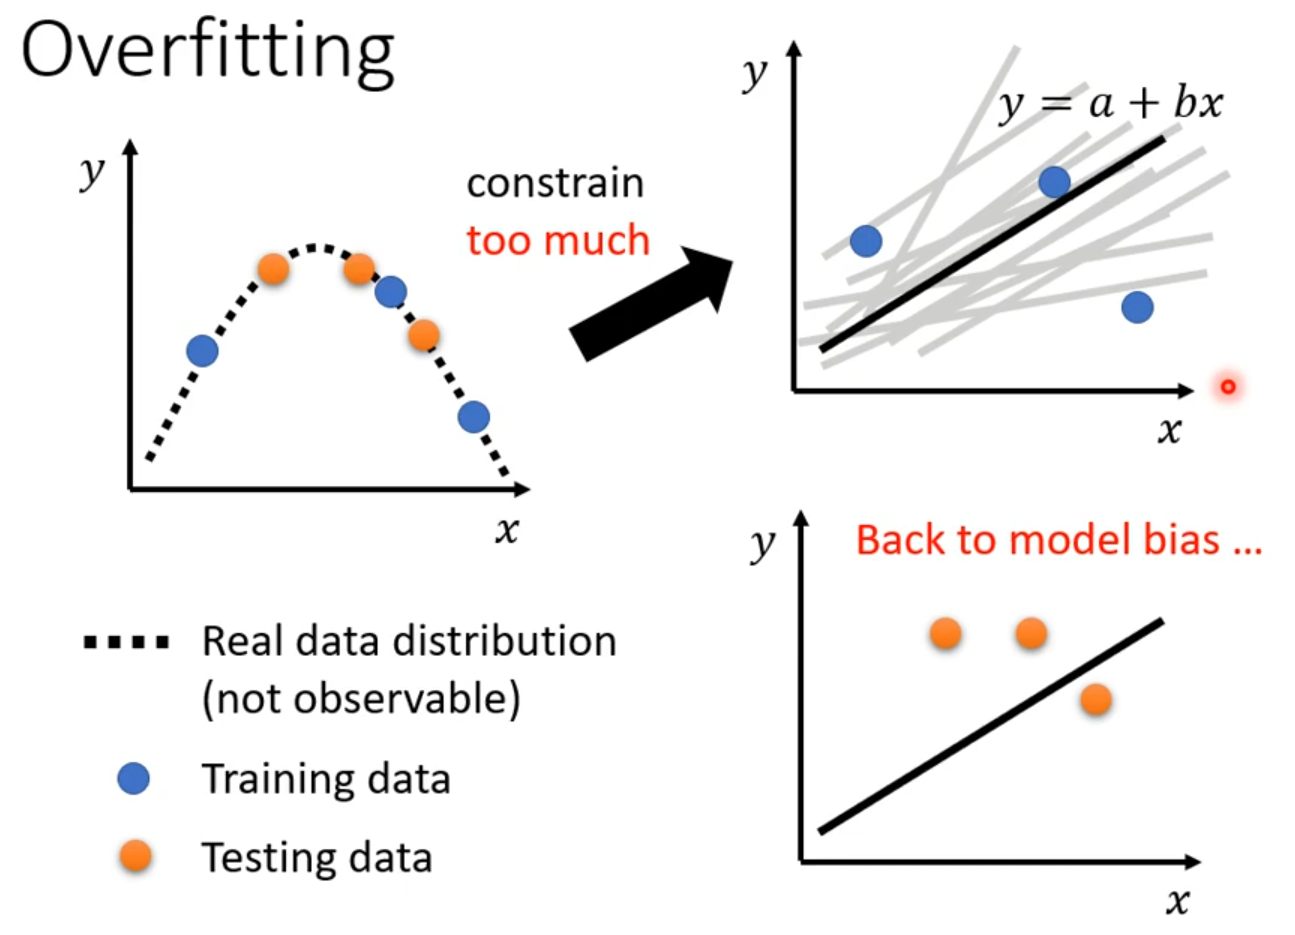 Overfitting
y
x
constrain
too much
y
y = a + bx
x
Real data distribution
(not observable)
Training data
Testing data
y
Back to model bias ...
x